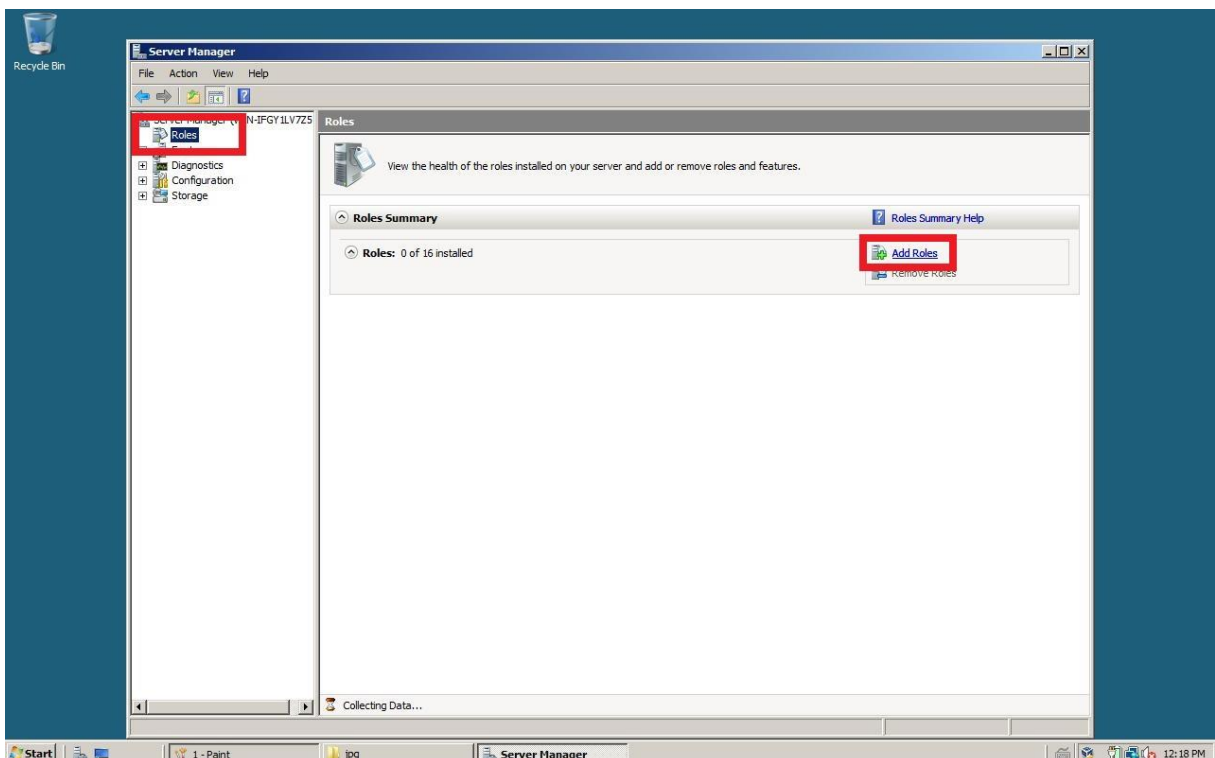 Recycle Bin
Server Manager
File Action View Help
N-IFGY1LV7Z5
Roles
Diagnostics
Configuration
Storage
Roles
View the health of the roles installed on your server and add or remove roles and features.
Roles Summary
Roles Summary Help
Roles: 0 of 16 installed
Add Roles
Remove Roles
Collecting Data...
Start
1 - Paint
jpg
Server Manager
12:18 PM